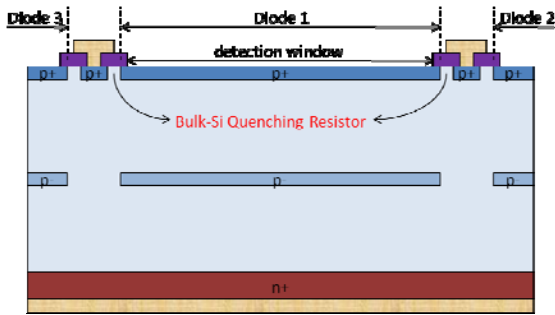 Diode 3 Diode 1 Diode 2
detection window
p+ p+ p+ p+ p+
Bulk-Si Quenching Resistor
p p p
n+